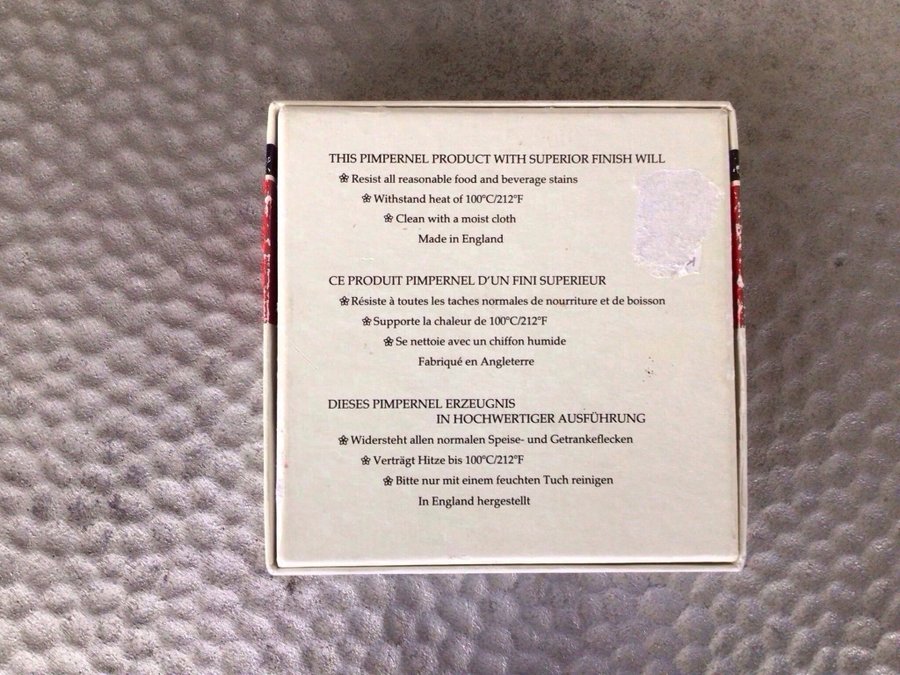 THIS PIMPERNEL PRODUCT WITH SUPERIOR FINISH WILL
Resist all reasonable food and beverage stains
Withstand heat of 100°C/212°F
Clean with a moist cloth
Made in England
CE PRODUIT PIMPERNEL D'UN FINI SUPERIEUR
Résiste à toutes les taches normales de nourriture et de boisson
Supporte la chaleur de 100°C/212°F
Se nettoie avec un chiffon humide
Fabriqué en Angleterre
DIESES PIMPERNEL ERZEUGNIS
IN HOCHWERTIGER AUSFÜHRUNG
Widersteht allen normalen Speise- und Getrankeflecken
Verträgt Hitze bis 100°C/212°F
Bitte nur mit einem feuchten Tuch reinigen
In England hergestellt